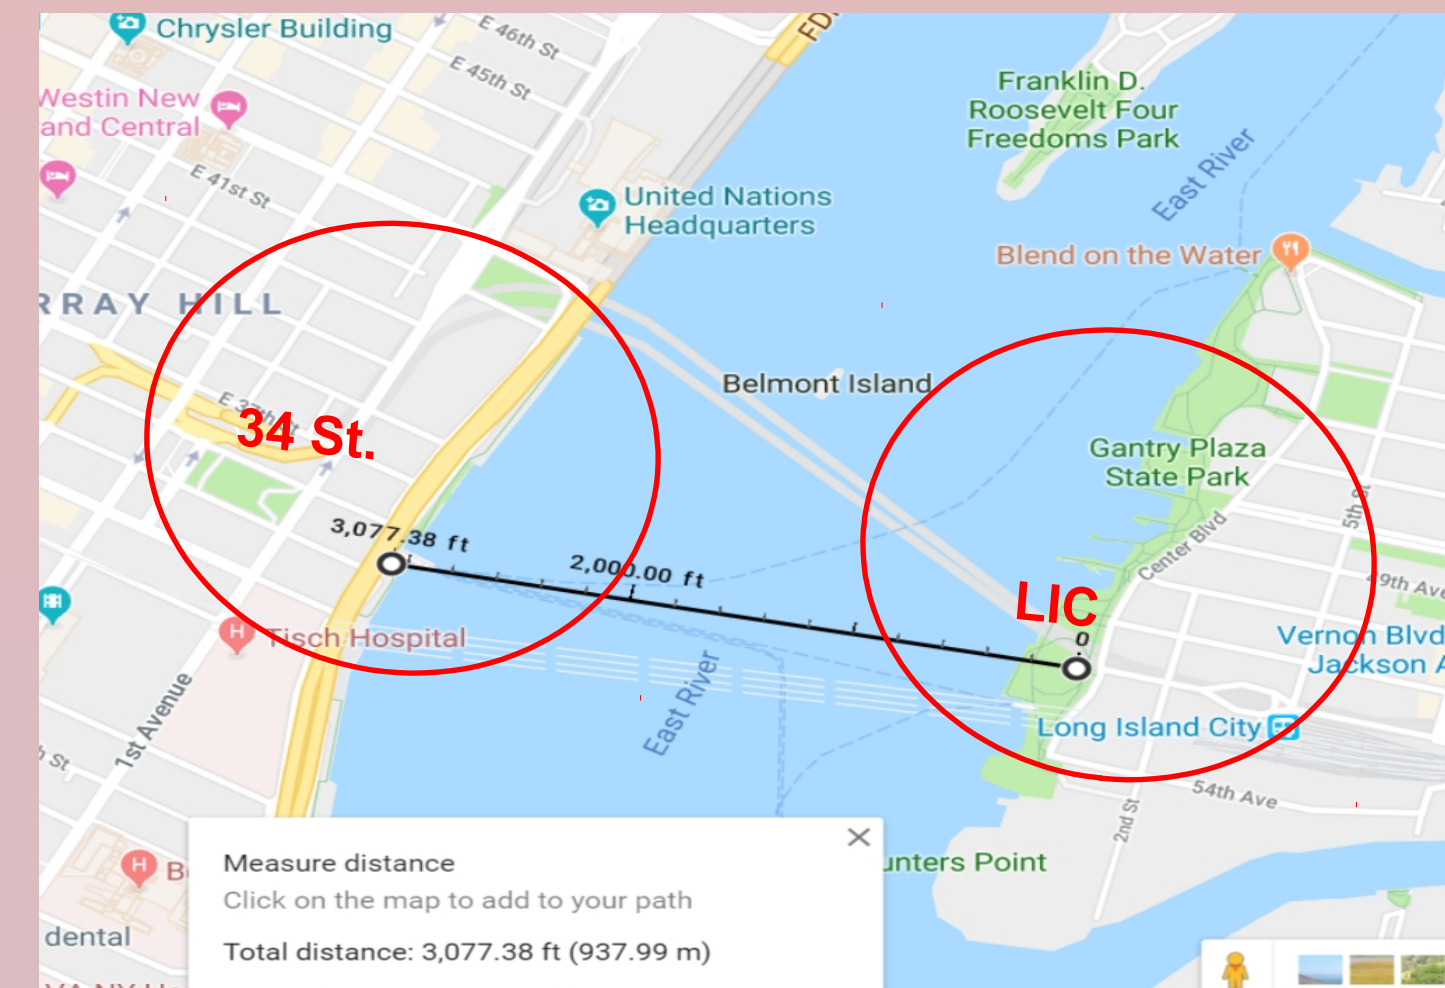 Chrysler Building
E 46th St
E 45th St
FD
Westin New
and Central
E 41st St
Franklin D.
Roosevelt Four
Freedoms Park
East River
United Nations
Headquarters
Blend on the Water
RRAY HILL
Belmont Island
E 37th St
34 St.
Gantry Plaza
State Park
5th St
3,077.38 ft
2,000.00 ft
Center Blvd
49th Ave
LIC
0
Tisch Hospital
Vernon Blvd
Jackson A
East River
1st Avenue
Long Island City
h St
54th Ave
2nd St
H
H
B
unters Point
Measure distance
Click on the map to add to your path
Total distance: 3,077.38 ft (937.99 m)
dental